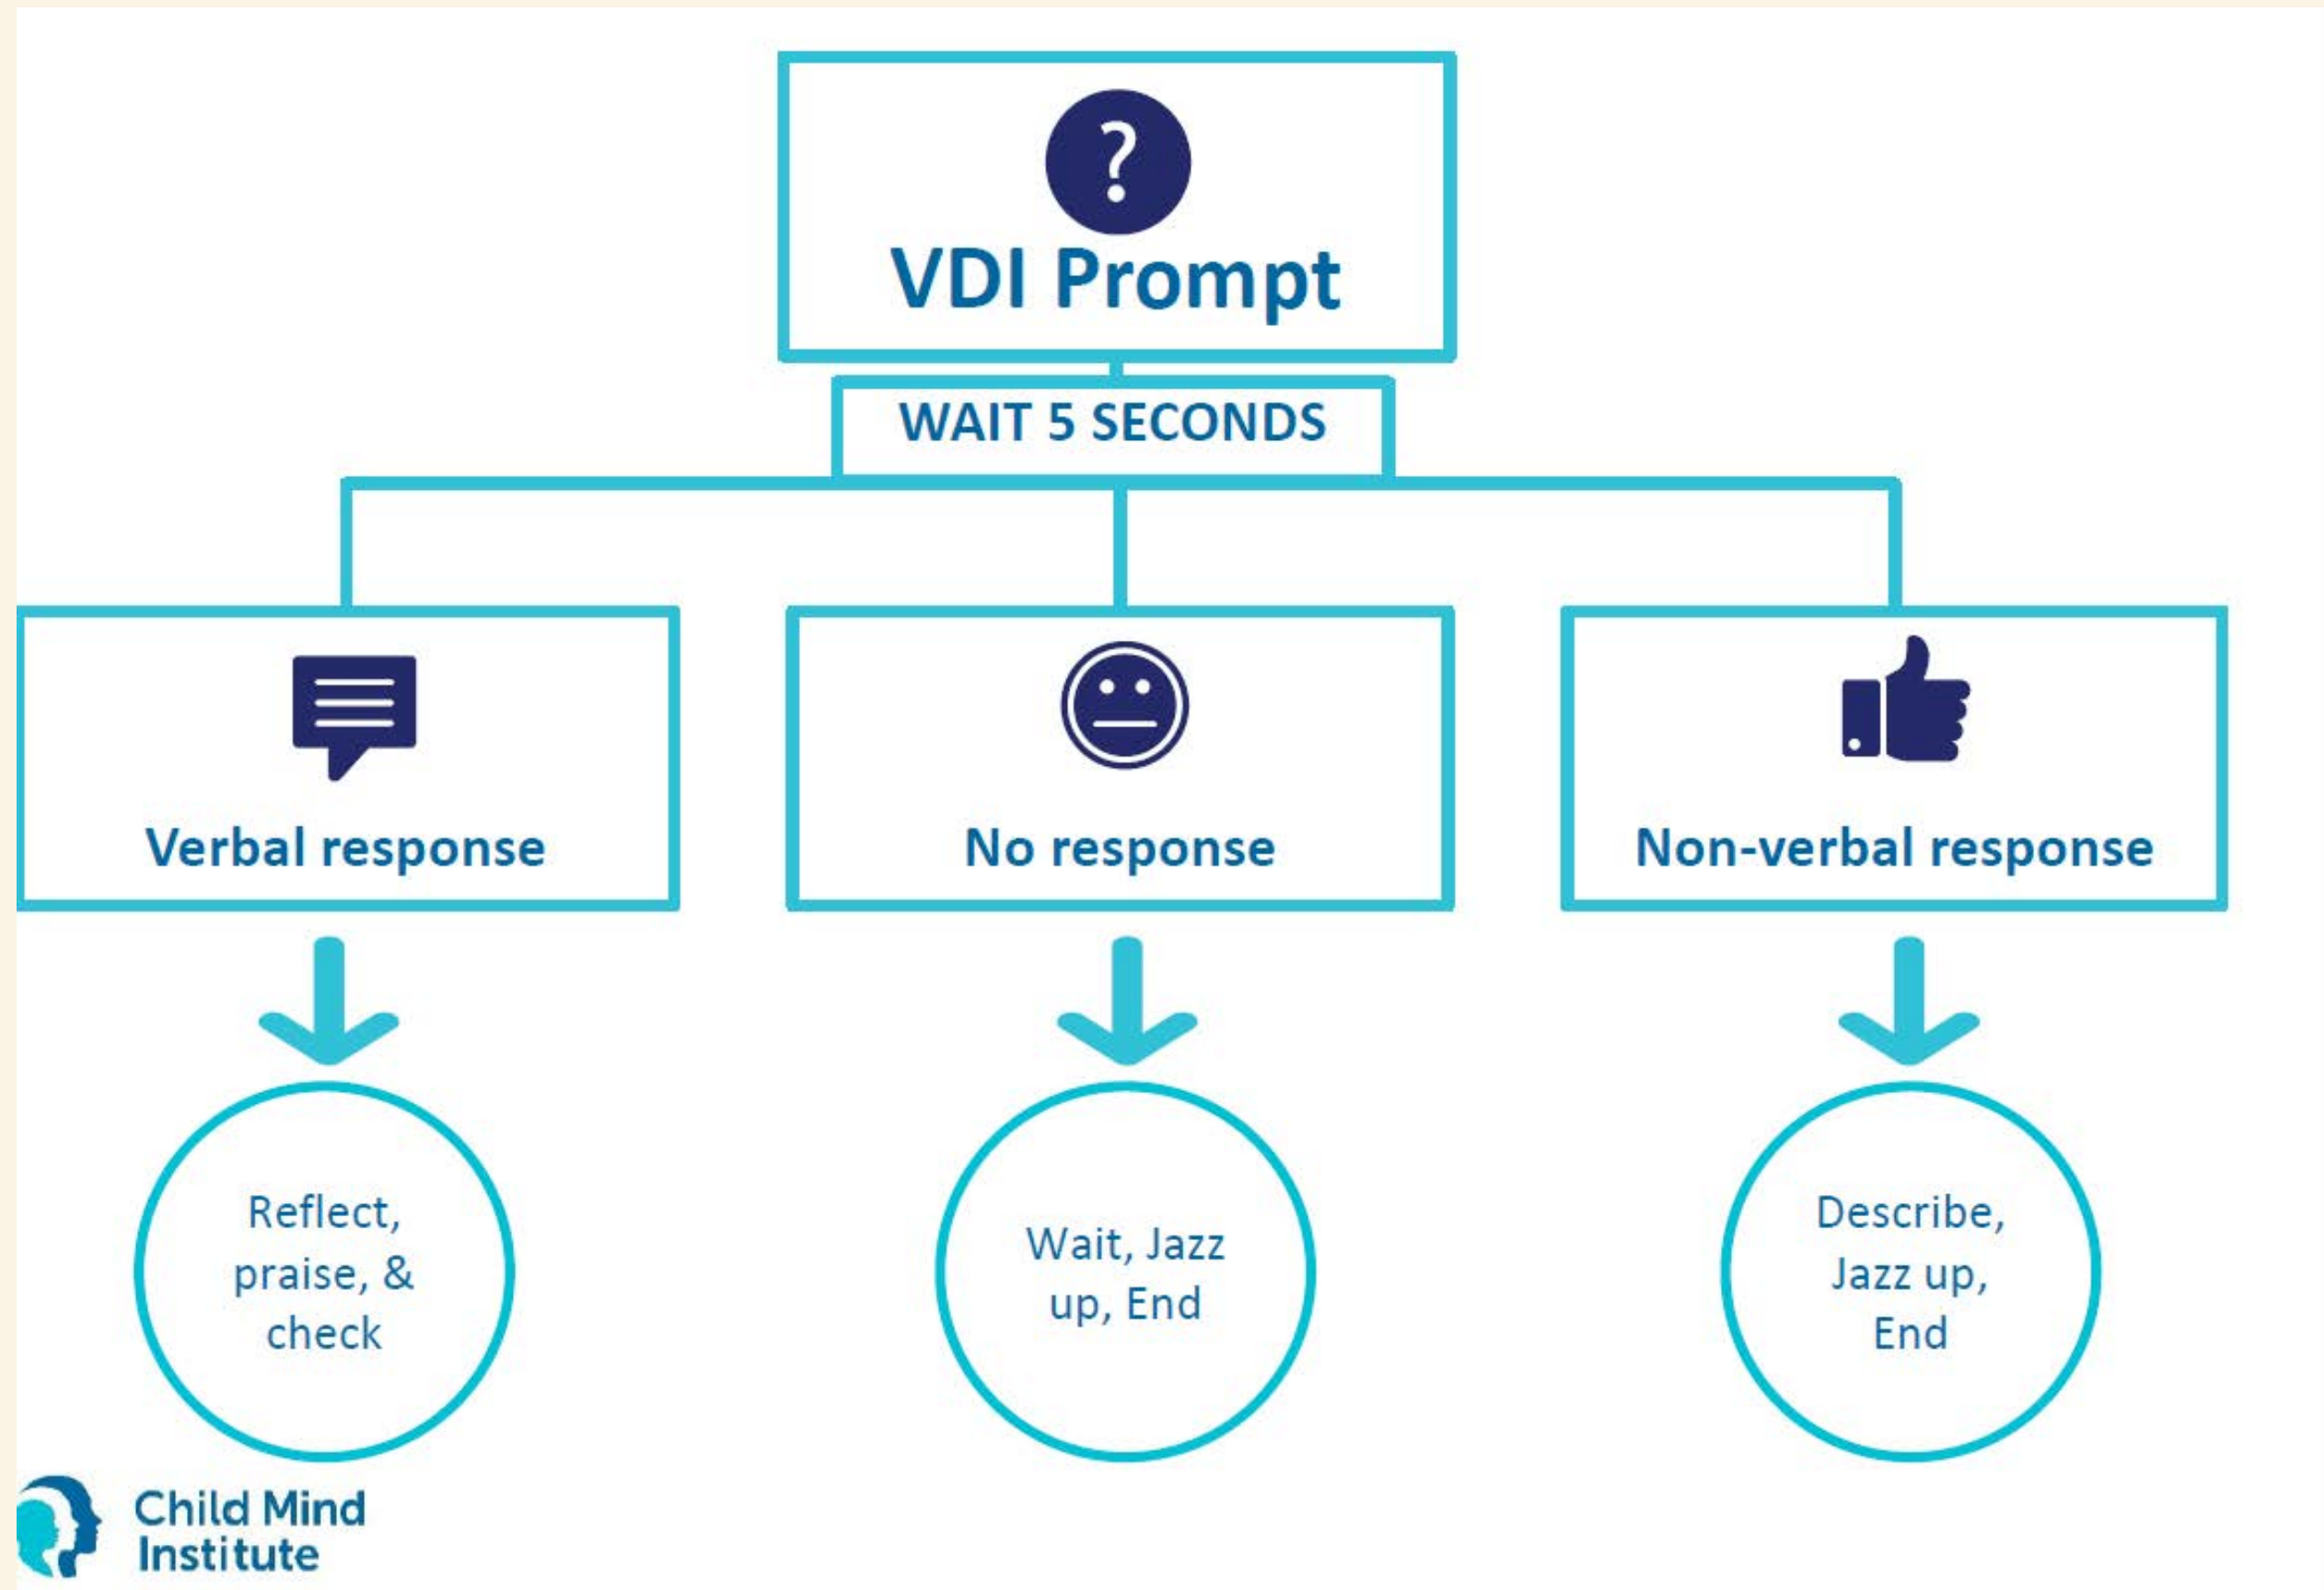 ?
VDI Prompt
WAIT 5 SECONDS
Verbal response
No response
Non-verbal response
Reflect,
praise, &
check
Wait, Jazz
up, End
Describe,
Jazz up,
End
Child Mind
Institute